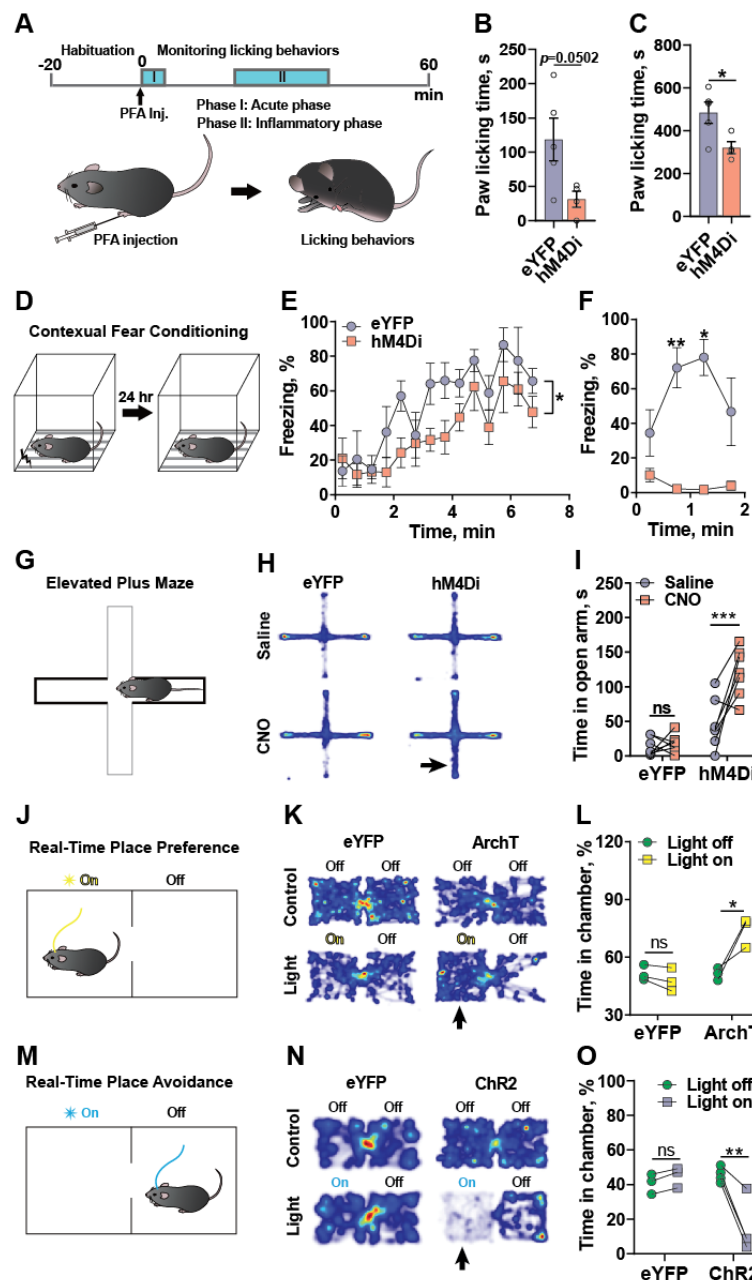 A
Habituation
Monitoring licking behaviors
-20
0
60
I
II
min
PFA Inj.
Phase I: Acute phase
Phase II: Inflammatory phase
PFA injection
Licking behaviors
B
Paw licking time, s
250
200
150
100
50
0
p=0.0502
eYFP
hM4Di
C
Paw licking time, s
800
600
400
200
0
*
eYFP
hM4Di
D
Contexual Fear Conditioning
24 hr
E
eYFP
hM4Di
Freezing, %
100
80
60
40
20
0
*
0 2 4 6 8
Time, min
F
Freezing, %
100
80
60
40
20
0
**
*
0 1 2
Time, min
G
Elevated Plus Maze
H
eYFP hM4Di
Saline
CNO
I
Saline
CNO
Time in open arm, s
250
200
150
100
50
0
ns
***
eYFP hM4Di
J
Real-Time Place Preference
On Off
K
eYFP ArchT
Off Off Off Off
Control
On Off On Off
Light
L
Light off
Light on
Time in chamber, %
120
90
60
30
ns
*
eYFP ArchT
M
Real-Time Place Avoidance
On Off
N
eYFP ChR2
Off Off Off Off
Control
On Off On Off
Light
O
Light off
Light on
Time in chamber, %
80
60
40
20
0
ns
**
eYFP ChR2